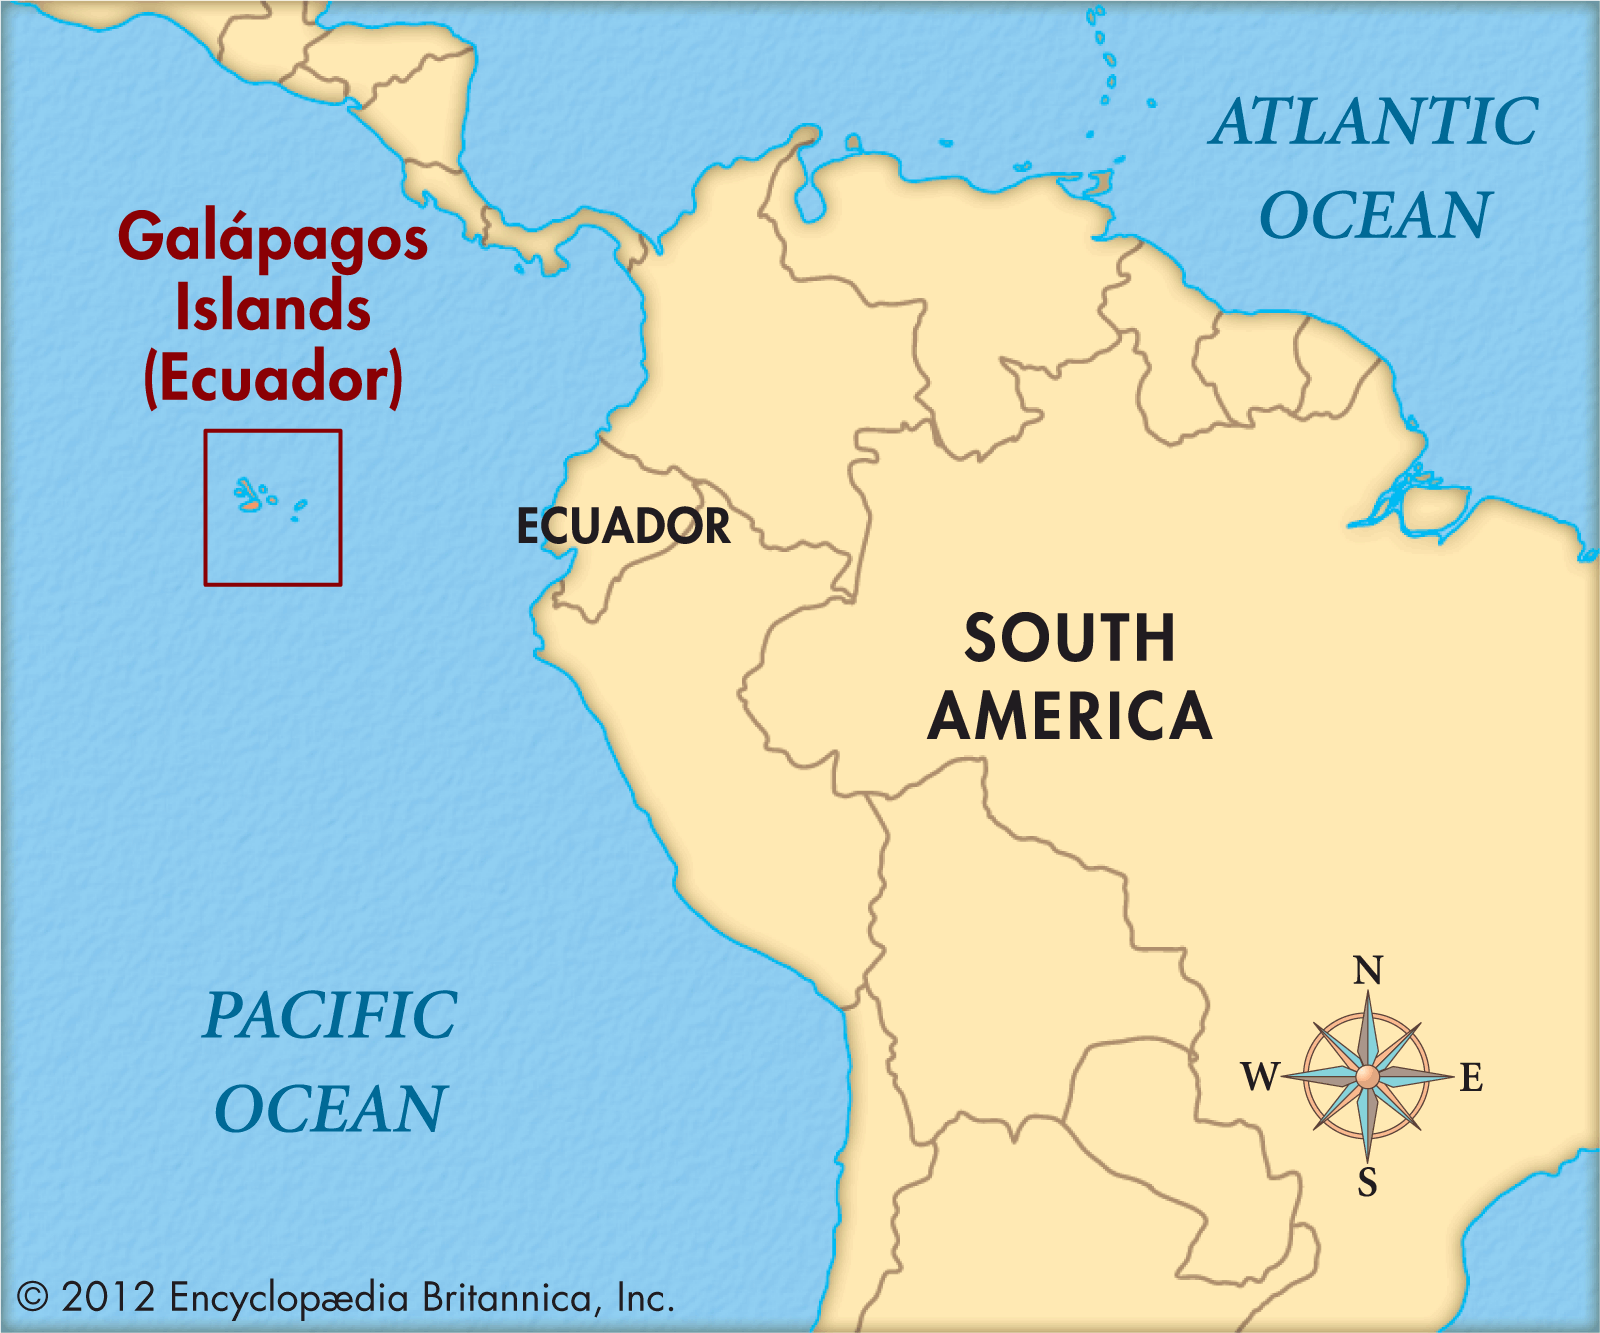 ATLANTIC
OCEAN
Galápagos
Islands
(Ecuador)
ECUADOR
SOUTH
AMERICA
PACIFIC
OCEAN
N
W
E
S
© 2012 Encyclopædia Britannica, Inc.